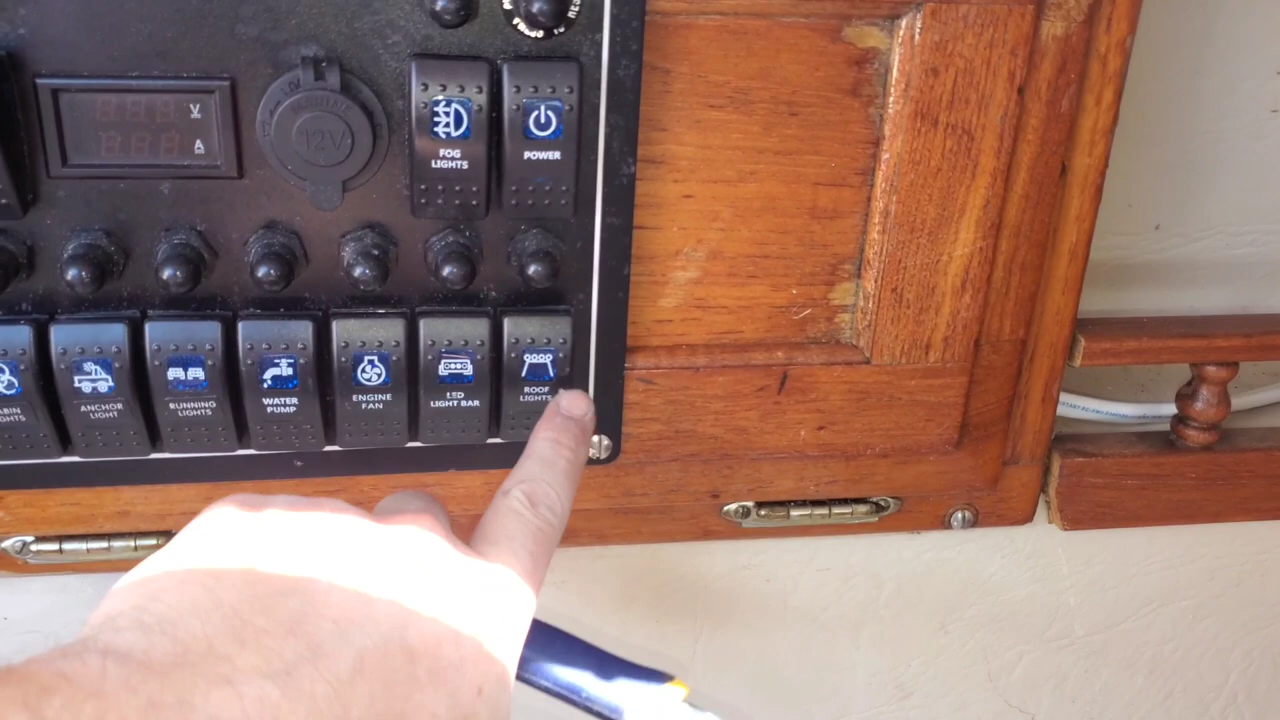 V
A
12V
FOG
LIGHTS
POWER
ANCHOR
LIGHT
RUNNING
LIGHTS
WATER
PUMP
ENGINE
FAN
LED
LIGHT BAR
ROOF
LIGHTS